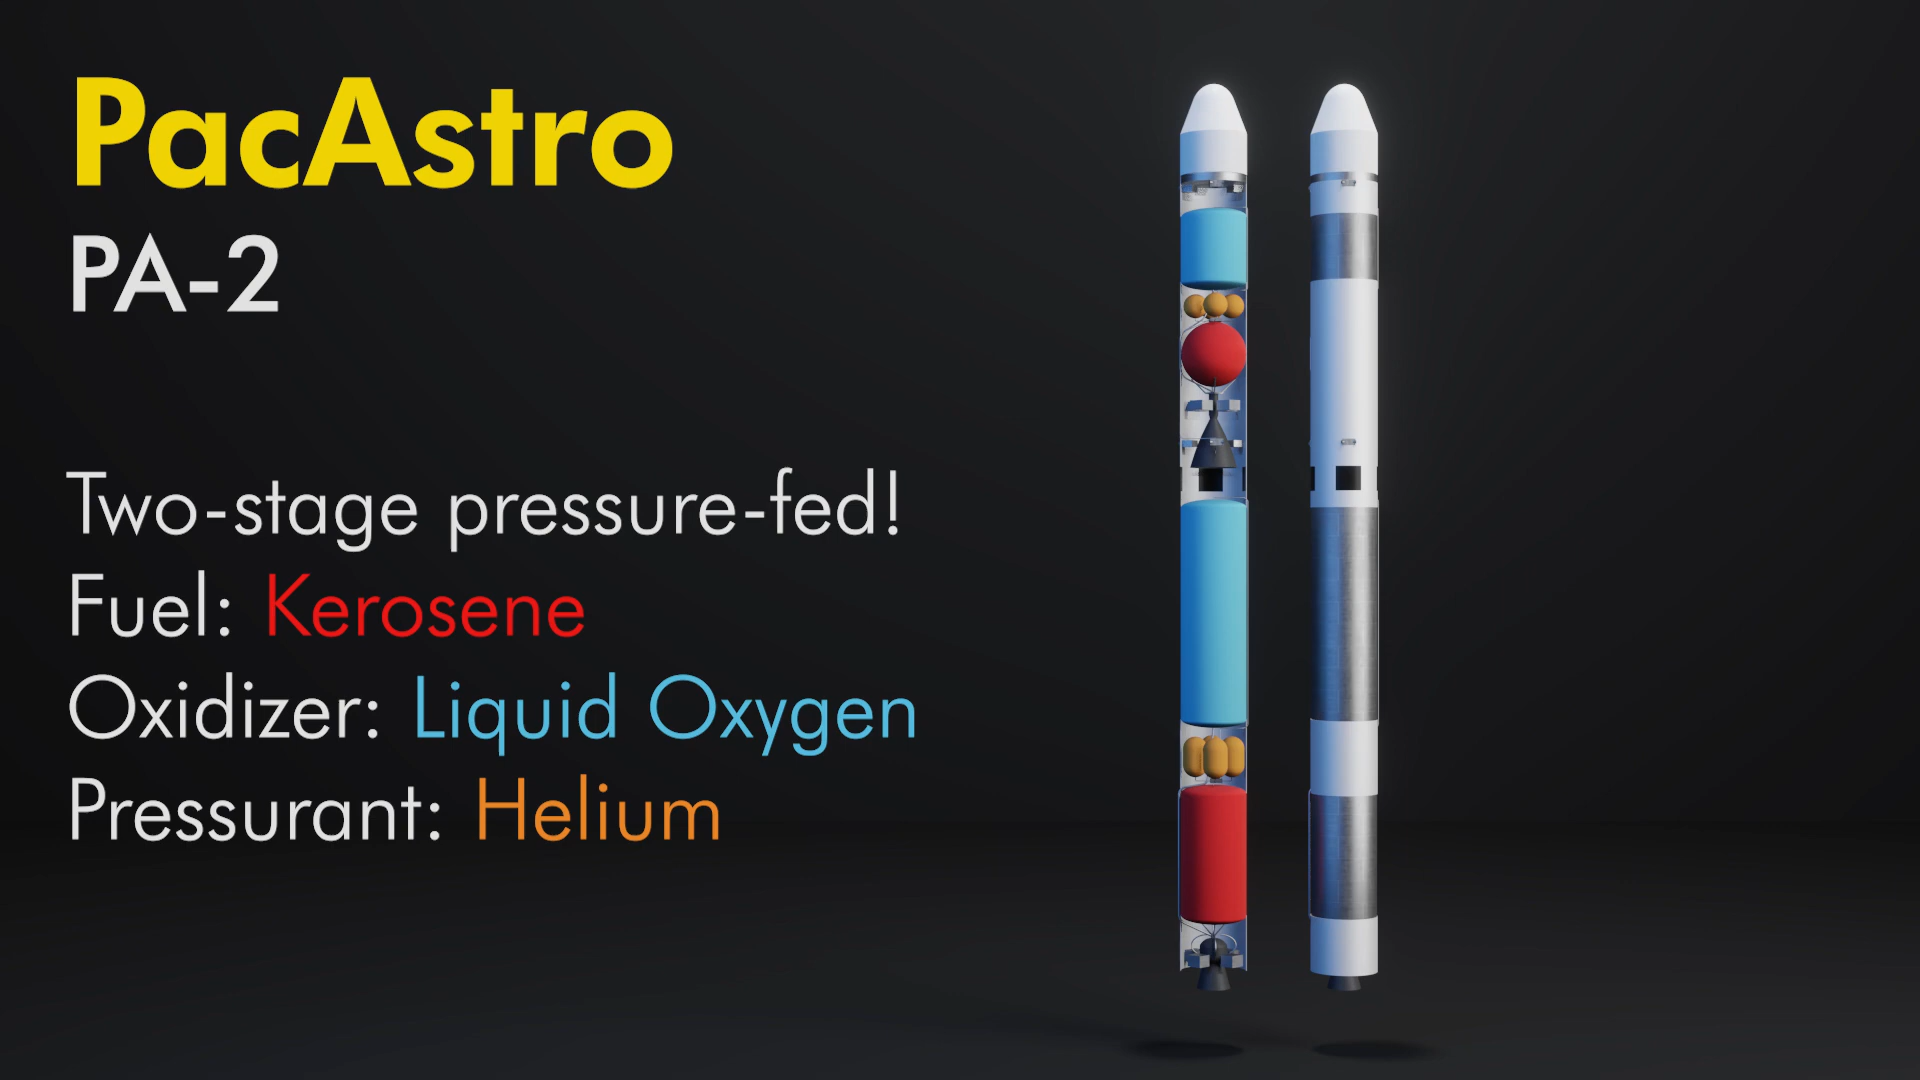 PacAstro
PA-2
Two-stage pressure-fed!
Fuel: Kerosene
Oxidizer: Liquid Oxygen
Pressurant: Helium